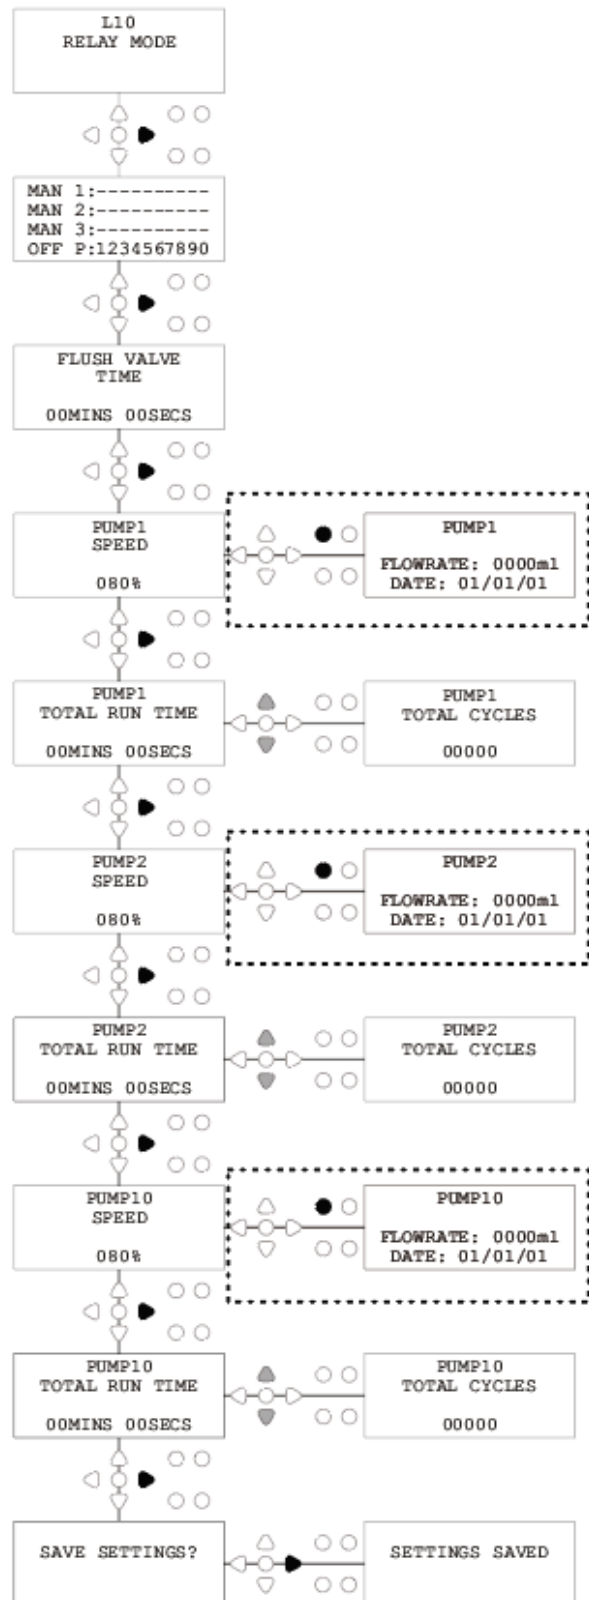 L10
RELAY MODE
MAN 1:----------
MAN 2:----------
MAN 3:----------
OFF P:1234567890
FLUSH VALVE
TIME
00MINS 00SECS
PUMP1
SPEED
080%
PUMP1
FLOWRATE: 0000ml
DATE: 01/01/01
PUMP1
TOTAL RUN TIME
00MINS 00SECS
PUMP1
TOTAL CYCLES
00000
PUMP2
SPEED
080%
PUMP2
FLOWRATE: 0000ml
DATE: 01/01/01
PUMP2
TOTAL RUN TIME
00MINS 00SECS
PUMP2
TOTAL CYCLES
00000
PUMP10
SPEED
080%
PUMP10
FLOWRATE: 0000ml
DATE: 01/01/01
PUMP10
TOTAL RUN TIME
00MINS 00SECS
PUMP10
TOTAL CYCLES
00000
SAVE SETTINGS?
SETTINGS SAVED